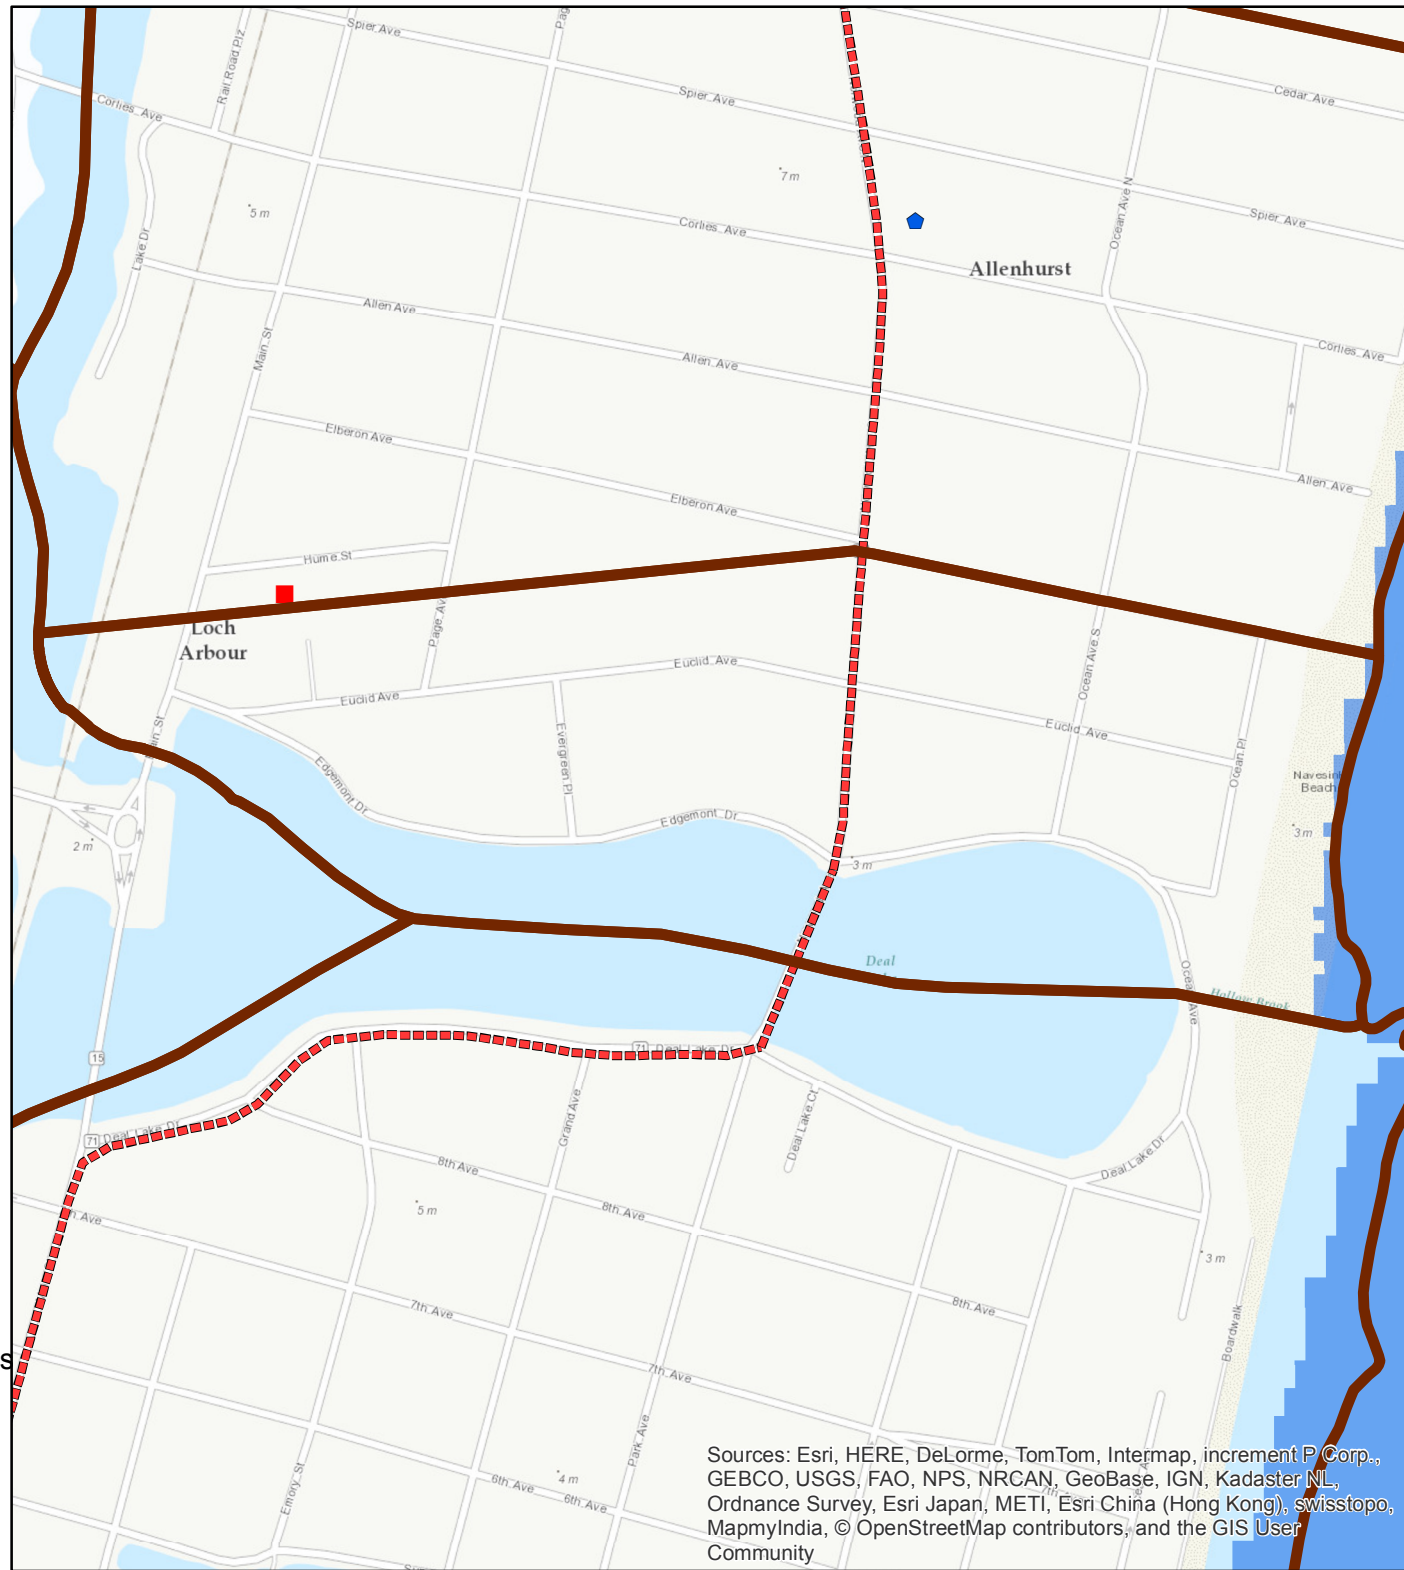 Spier Ave
Rail Road Plz
Corlies Ave
Spier Ave
Cedar Ave
7 m
5 m
Ocean Ave N
Spier Ave
Corlies Ave
Lake Dr
Allenhurst
Allen Ave
Main St
Corlies Ave
Allen Ave
Elberon Ave
Allen Ave
Elberon Ave
Hume St
Loch
Arbour
Euclid Ave
Ocean Ave S
Euclid Ave
Euclid Ave
Evergreen Pl
Ocean Pl
Edgemont Dr
Beach
Edgemont Dr
3 m
2 m
3 m
Deal
Hollow Brook
15
71 Deal Lake Dr
Grand Ave
Deal Lake Ct
71 Deal Lake Dr
Deal Lake Dr
8th Ave
8th Ave
5 m
3 m
8th Ave
7th Ave
Boardwalk
7th Ave
Park Ave
4 m
6th Ave
6th Ave
Emory St
Sources: Esri, HERE, DeLorme, TomTom, Intermap, increment P Corp.,
GEBCO, USGS, FAO, NPS, NRCAN, GeoBase, IGN, Kadaster NL,
Ordnance Survey, Esri Japan, METI, Esri China (Hong Kong), swisstopo,
MapmyIndia, © OpenStreetMap contributors, and the GIS User
Community